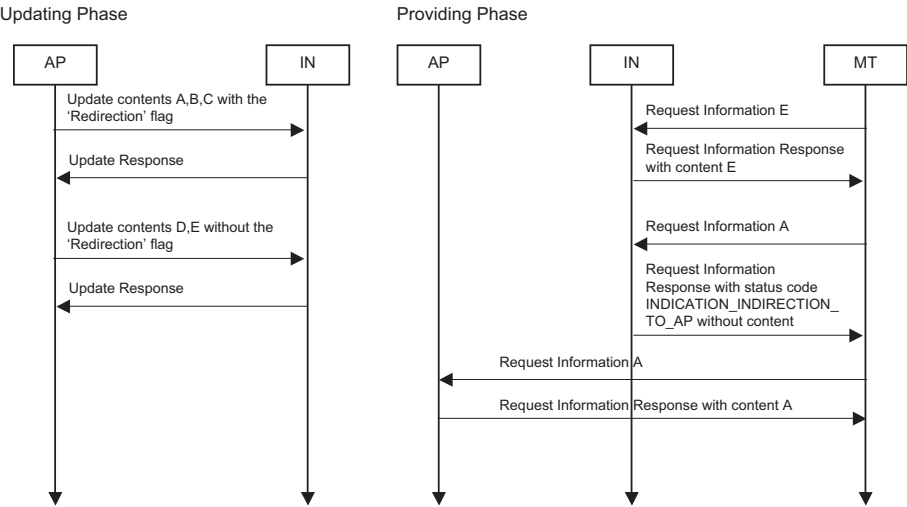 Updating Phase
Providing Phase
AP
IN
AP
IN
MT
Update contents A,B,C with the
‘Redirection’ flag
Update Response
Update contents D,E without the
‘Redirection’ flag
Update Response
Request Information E
Request Information Response
with content E
Request Information A
Request Information
Response with status code
INDICATION_INDIRECTION_
TO_AP without content
Request Information A
Request Information Response with content A